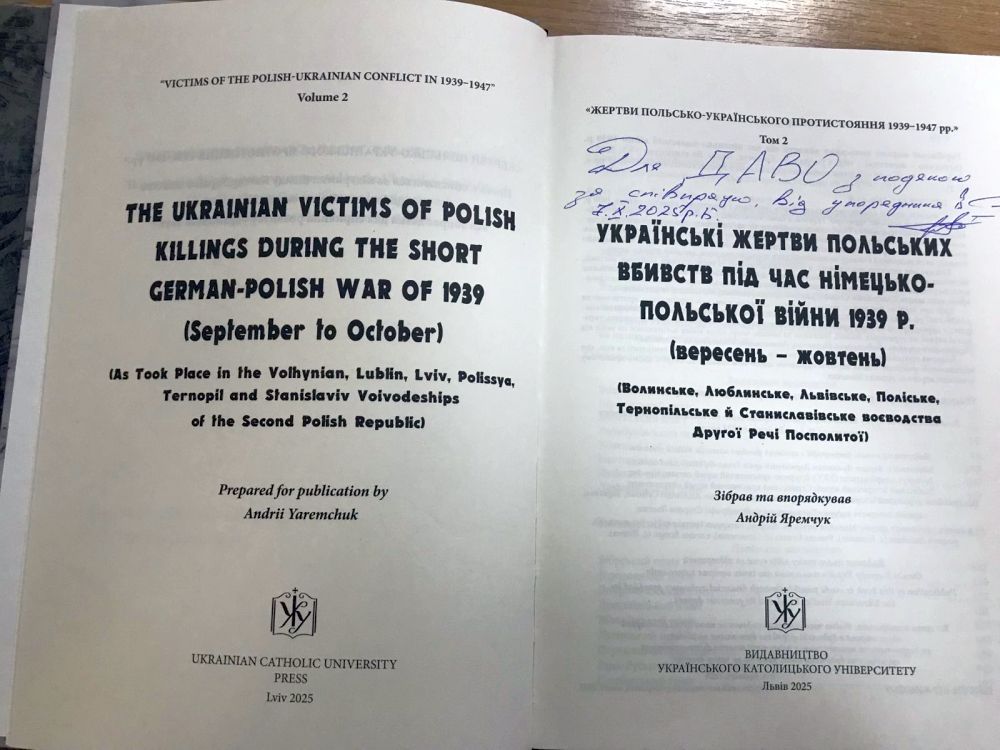 "VICTIMS OF THE POLISH-UKRAINIAN CONFLICT IN 1939–1947"
Volume 2
THE UKRAINIAN VICTIMS OF POLISH
KILLINGS DURING THE SHORT
GERMAN-POLISH WAR OF 1939
(September to October)
(As Took Place in the Volhynian, Lublin, Lviv, Polissya,
Ternopil and Stanislaviv Voivodeships
of the Second Polish Republic)
Prepared for publication by
Andrii Yaremchuk
UKRAINIAN CATHOLIC UNIVERSITY
PRESS
Lviv 2025
«ЖЕРТВИ ПОЛЬСЬКО-УКРАЇНСЬКОГО ПРОТИСТОЯННЯ 1939–1947 рр.»
Том 2
Для ДАВО з подякою
за співпрацю, від упорядника
7.X.2025р.
УКРАЇНСЬКІ ЖЕРТВИ ПОЛЬСЬКИХ
ВБИВСТВ ПІД ЧАС НІМЕЦЬКО-
ПОЛЬСЬКОЇ ВІЙНИ 1939 Р.
(вересень – жовтень)
(Волинське, Люблинське, Львівське, Поліське,
Тернопільське й Станиславівське воєводства
Другої Речі Посполитої)
Зібрав та впорядкував
Андрій Яремчук
ВИДАВНИЦТВО
УКРАЇНСЬКОГО КАТОЛИЦЬКОГО УНІВЕРСИТЕТУ
Львів 2025